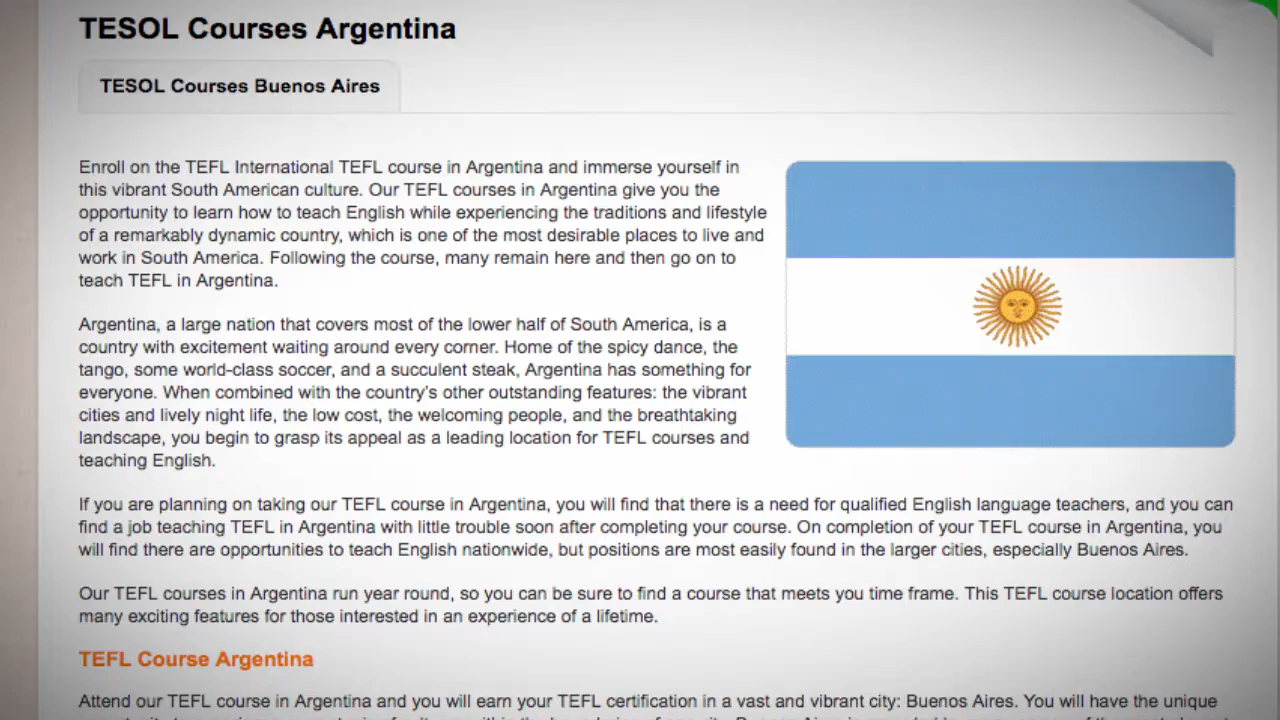 TESOL Courses Argentina
TESOL Courses Buenos Aires
Enroll on the TEFL International TEFL course in Argentina and immerse yourself in
this vibrant South American culture. Our TEFL courses in Argentina give you the
opportunity to learn how to teach English while experiencing the traditions and lifestyle
of a remarkably dynamic country, which is one of the most desirable places to live and
work in South America. Following the course, many remain here and then go on to
teach TEFL in Argentina.
Argentina, a large nation that covers most of the lower half of South America, is a
country with excitement waiting around every corner. Home of the spicy dance, the
tango, some world-class soccer, and a succulent steak, Argentina has something for
everyone. When combined with the country's other outstanding features: the vibrant
cities and lively night life, the low cost, the welcoming people, and the breathtaking
landscape, you begin to grasp its appeal as a leading location for TEFL courses and
teaching English.
If you are planning on taking our TEFL course in Argentina, you will find that there is a need for qualified English language teachers, and you can
find a job teaching TEFL in Argentina with little trouble soon after completing your course. On completion of your TEFL course in Argentina, you
will find there are opportunities to teach English nationwide, but positions are most easily found in the larger cities, especially Buenos Aires.
Our TEFL courses in Argentina run year round, so you can be sure to find a course that meets you time frame. This TEFL course location offers
many exciting features for those interested in an experience of a lifetime.
TEFL Course Argentina
Attend our TEFL course in Argentina and you will earn your TEFL certification in a vast and vibrant city: Buenos Aires. You will have the unique